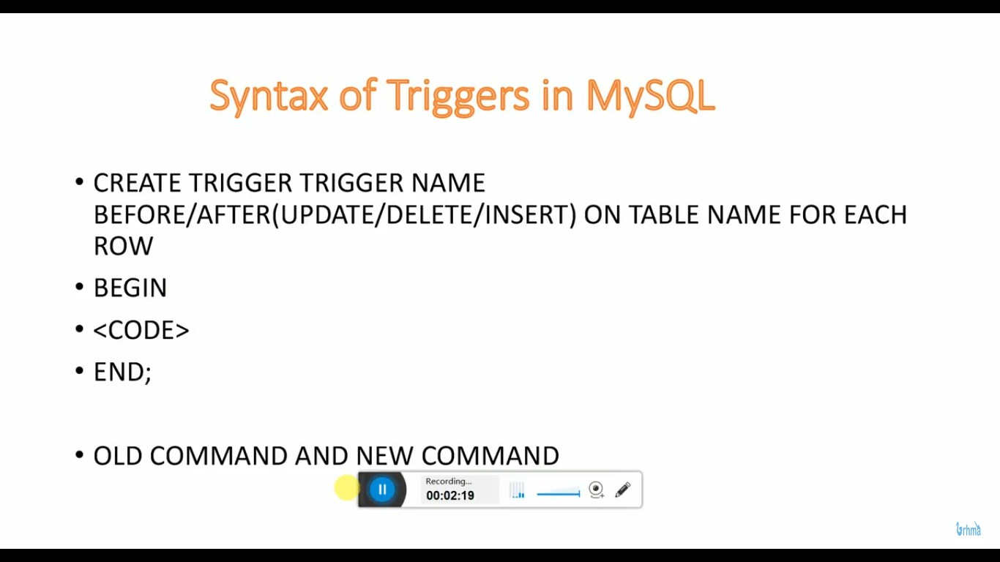 Syntax of Triggers in MySQL
• CREATE TRIGGER TRIGGER NAME
BEFORE/AFTER(UPDATE/DELETE/INSERT) ON TABLE NAME FOR EACH
ROW
• BEGIN
• <CODE>
• END;
• OLD COMMAND AND NEW COMMAND
Recording...
00:02:19